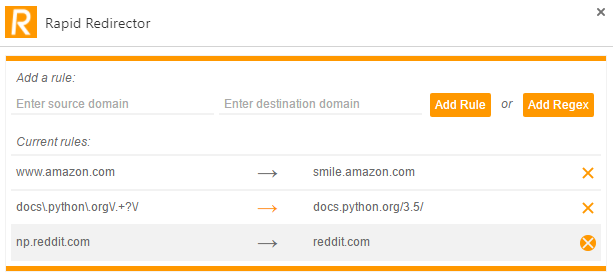 R Rapid Redirector
Add a rule:
Enter source domain Enter destination domain Add Rule or Add Regex
Current rules:
www.amazon.com → smile.amazon.com
docs\.python\.org\/.+?\/ → docs.python.org/3.5/
np.reddit.com → reddit.com